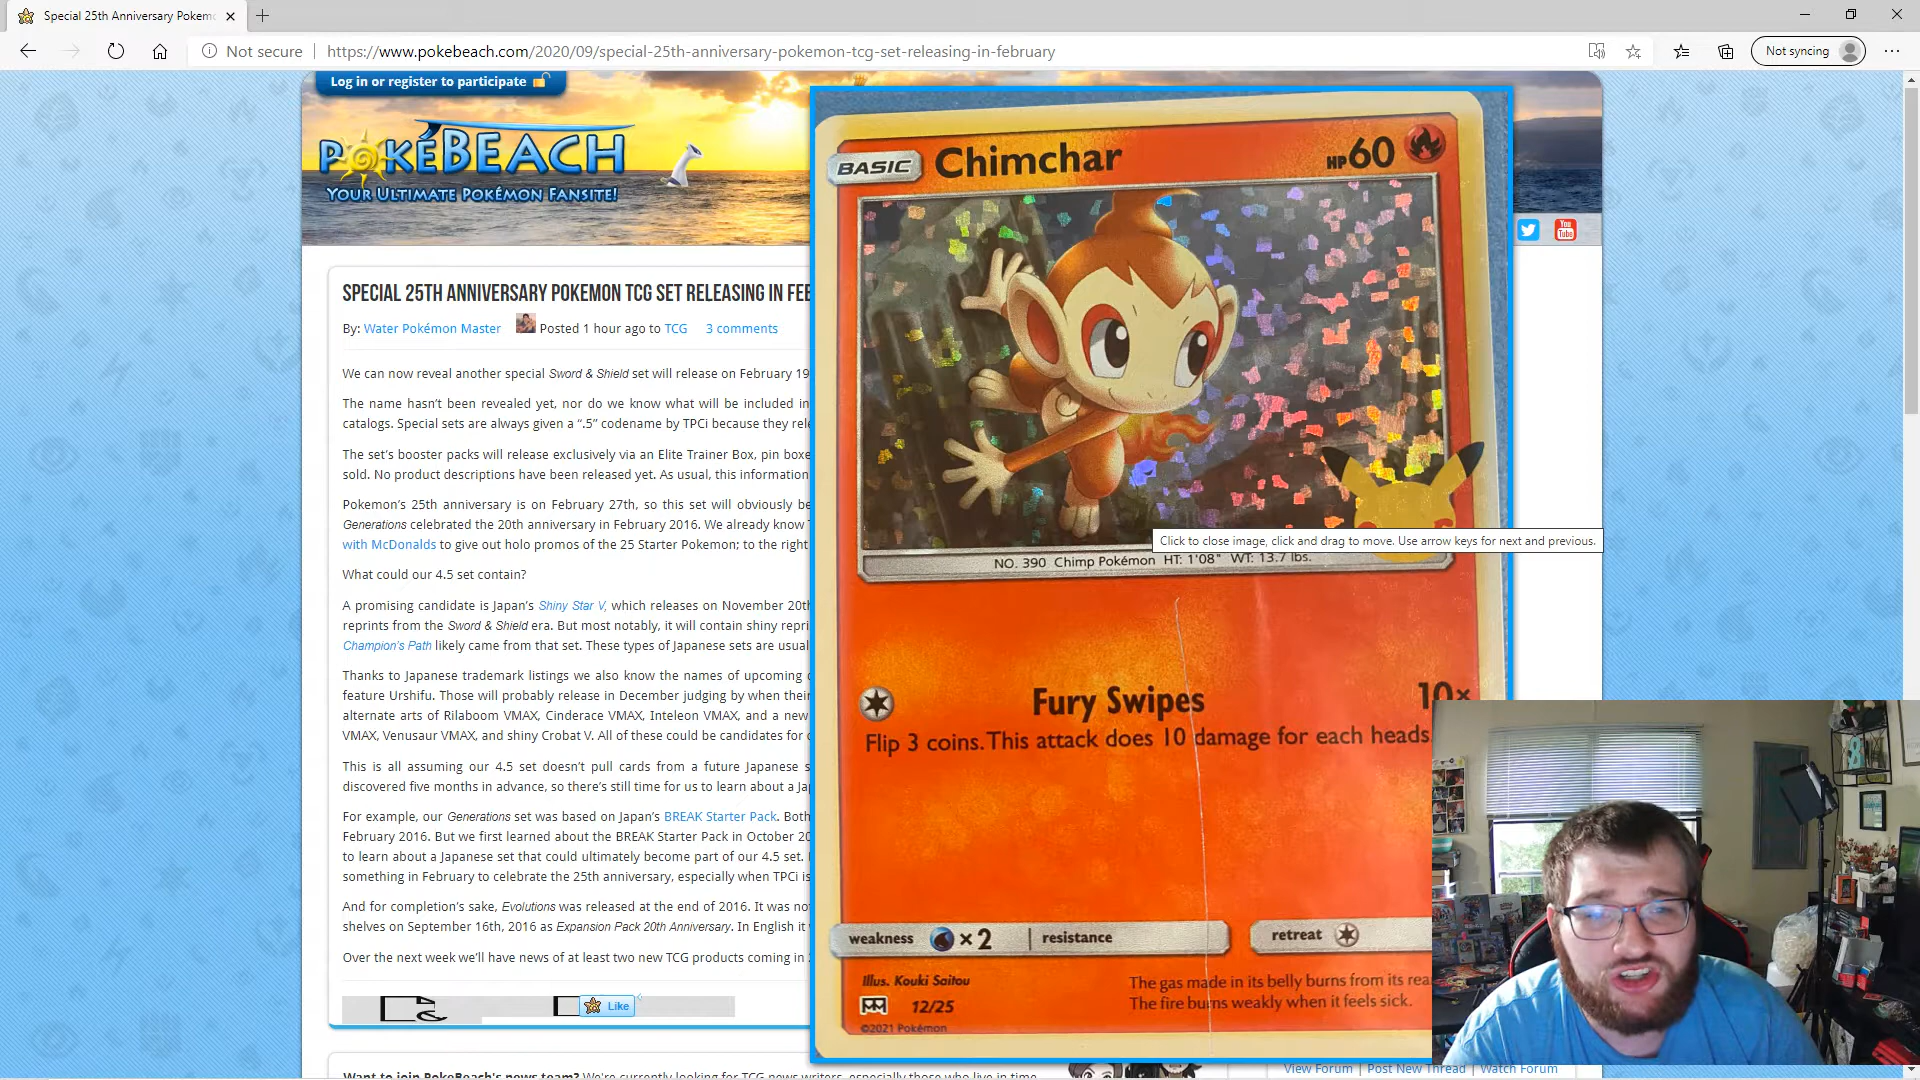 Special 25th Anniversary Pokem
Not secure
https://www.pokebeach.com/2020/09/special-25th-anniversary-pokemon-tcg-set-releasing-in-february
Not syncing
Log in or register to participate
POKÉBEACH
YOUR ULTIMATE POKÉMON FANSITE!
You Tube
SPECIAL 25TH ANNIVERSARY POKEMON TCG SET RELEASING IN FEB
By: Water Pokémon Master Posted 1 hour ago to TCG 3 comments
We can now reveal another special Sword & Shield set will release on February 19
The name hasn't been revealed yet, nor do we know what will be included in
catalogs. Special sets are always given a ".5" codename by TPCi because they rel
The set's booster packs will release exclusively via an Elite Trainer Box, pin boxe
sold. No product descriptions have been released yet. As usual, this information
Pokemon's 25th anniversary is on February 27th, so this set will obviously be
Generations celebrated the 20th anniversary in February 2016. We already know
with McDonalds to give out holo promos of the 25 Starter Pokemon; to the right
What could our 4.5 set contain?
A promising candidate is Japan's Shiny Star V, which releases on November 20th
reprints from the Sword & Shield era. But most notably, it will contain shiny repri
Champion's Path likely came from that set. These types of Japanese sets are usual
Thanks to Japanese trademark listings we also know the names of upcoming
feature Urshifu. Those will probably release in December judging by when their
alternate arts of Rilaboom VMAX, Cinderace VMAX, Inteleon VMAX, and a new
VMAX, Venusaur VMAX, and shiny Crobat V. All of these could be candidates for
This is all assuming our 4.5 set doesn't pull cards from a future Japanese s
discovered five months in advance, so there's still time for us to learn about a Ja
For example, our Generations set was based on Japan's BREAK Starter Pack. Both
February 2016. But we first learned about the BREAK Starter Pack in October 20
to learn about a Japanese set that could ultimately become part of our 4.5 set.
something in February to celebrate the 25th anniversary, especially when TPCi is
And for completion's sake, Evolutions was released at the end of 2016. It was no
shelves on September 16th, 2016 as Expansion Pack 20th Anniversary. In English it
Over the next week we'll have news of at least two new TCG products coming in
Like
Want to join PokeBeach's news team? We're currently looking for TCG news writers, especially those who live in time
BASIC Chimchar HP 60
Click to close image, click and drag to move. Use arrow keys for next and previous.
NO. 390 Chimp Pokémon HT: 1'08" WT: 13.7 lbs.
Fury Swipes 10×
Flip 3 coins. This attack does 10 damage for each heads.
weakness ×2 resistance retreat
Illus. Kouki Saitou
12/25
©2021 Pokémon
The gas made in its belly burns from its rea
The fire burns weakly when it feels sick.
View Forum | Post New Thread | Watch Forum